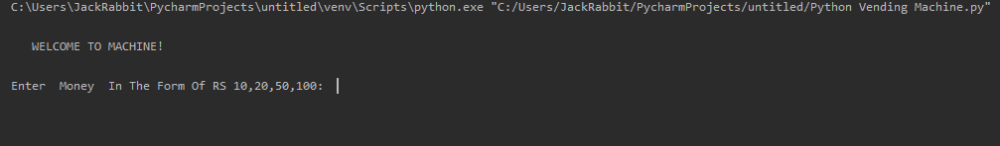 C:\Users\JackRabbit\PycharmProjects\untitled\venv\Scripts\python.exe "C:/Users/JackRabbit/PycharmProjects/untitled/Python Vending Machine.py"
WELCOME TO MACHINE!
Enter  Money  In The Form Of RS 10,20,50,100: